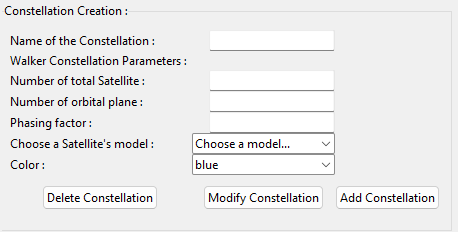 Constellation Creation :
Name of the Constellation :
Walker Constellation Parameters :
Number of total Satellite :
Number of orbital plane :
Phasing factor :
Choose a Satellite's model : Choose a model...
Color : blue
Delete Constellation Modify Constellation Add Constellation